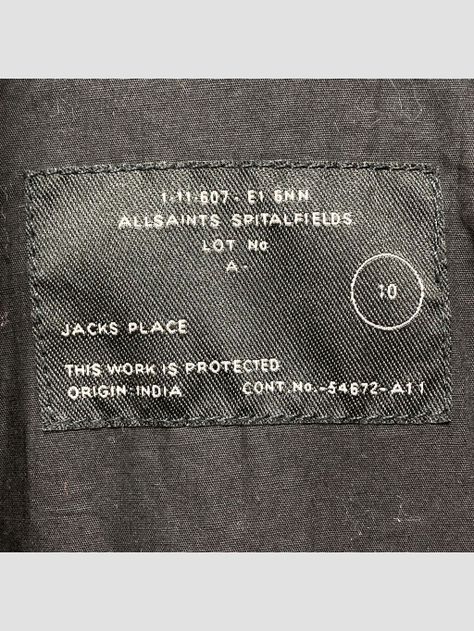 1-11-607 - E1 6NN
ALLSAINTS SPITALFIELDS
LOT No
A-
10
JACKS PLACE
THIS WORK IS PROTECTED
ORIGIN: INDIA CONT. No.-54672-A11